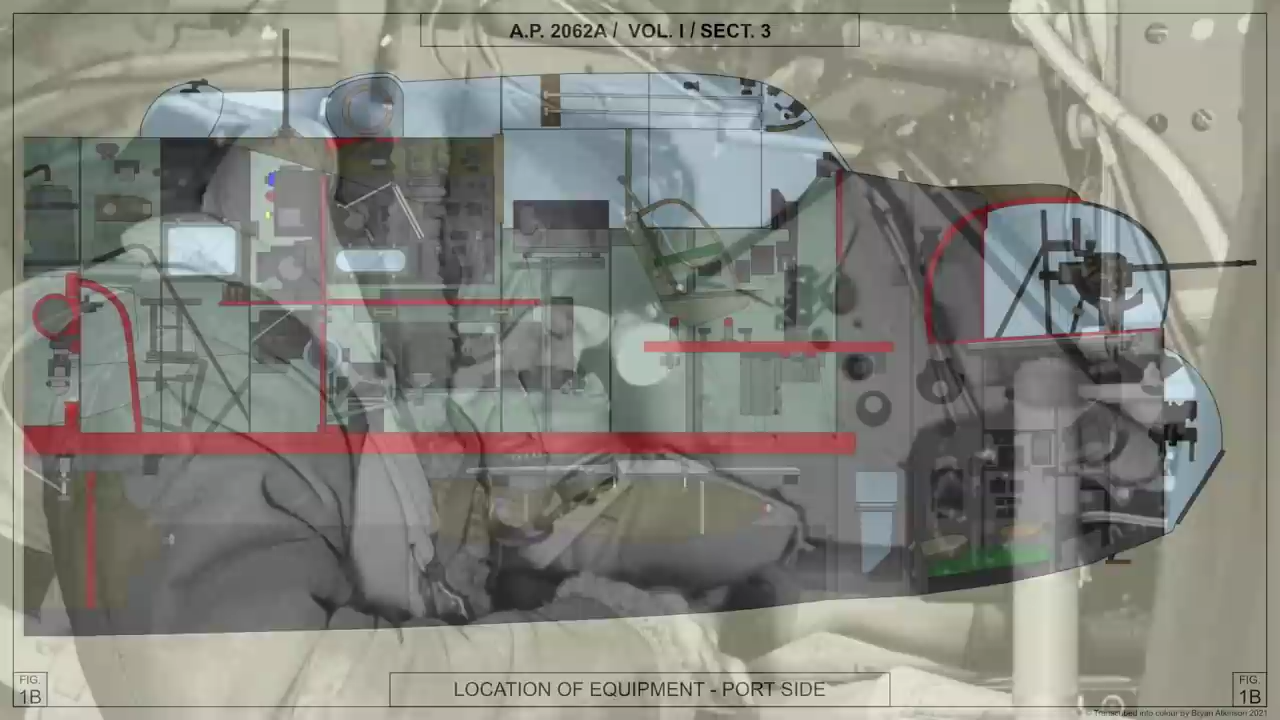 A.P. 2062A / VOL. I / SECT. 3
FIG.
1B
LOCATION OF EQUIPMENT - PORT SIDE
FIG.
1B
© Transcribed into colour by Bryan Atkinson 2021